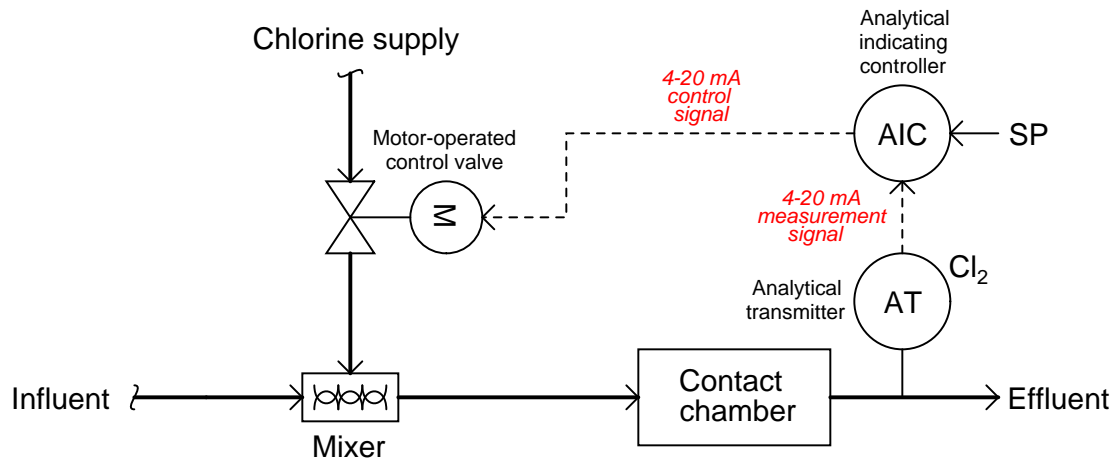 Chlorine supply
Motor-operated
control valve
M
4-20 mA
control
signal
Analytical
indicating
controller
AIC
SP
4-20 mA
measurement
signal
Cl₂
Analytical
transmitter
AT
Influent
Mixer
Contact
chamber
Effluent